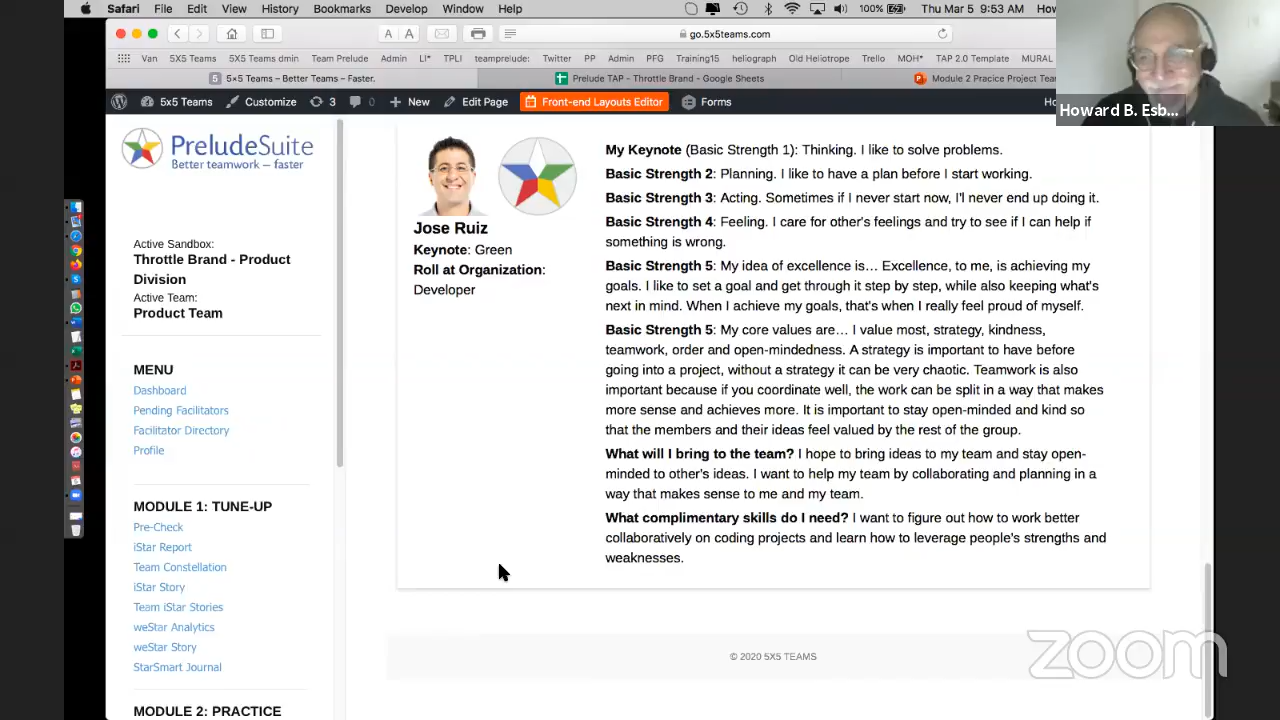 Safari File Edit View History Bookmarks Develop Window Help 100% Thu Mar 5 9:53 AM How
A A go.5x5teams.com
Van 5X5 Teams 5X5 Teams dmin Team Prelude Admin LI* TPLI teamprelude: Twitter PP Admin PFG Training15 heliograph Old Heliotrope Trello MOH* TAP 2.0 Template MURAL
5 5×5 Teams – Better Teams – Faster. Prelude TAP - Throttle Brand - Google Sheets Module 2 Pracice Project Tean
5x5 Teams Customize 3 0 New Edit Page Front-end Layouts Editor Forms Ho
Howard B. Esb...
PreludeSuite
Better teamwork – faster
Active Sandbox:
Throttle Brand - Product
Division
Active Team:
Product Team
MENU
Dashboard
Pending Facilitators
Facilitator Directory
Profile
MODULE 1: TUNE-UP
Pre-Check
iStar Report
Team Constellation
iStar Story
Team iStar Stories
weStar Analytics
weStar Story
StarSmart Journal
MODULE 2: PRACTICE
Jose Ruiz
Keynote: Green
Roll at Organization:
Developer
My Keynote (Basic Strength 1): Thinking. I like to solve problems.
Basic Strength 2: Planning. I like to have a plan before I start working.
Basic Strength 3: Acting. Sometimes if I never start now, I'l never end up doing it.
Basic Strength 4: Feeling. I care for other's feelings and try to see if I can help if
something is wrong.
Basic Strength 5: My idea of excellence is… Excellence, to me, is achieving my
goals. I like to set a goal and get through it step by step, while also keeping what's
next in mind. When I achieve my goals, that's when I really feel proud of myself.
Basic Strength 5: My core values are… I value most, strategy, kindness,
teamwork, order and open-mindedness. A strategy is important to have before
going into a project, without a strategy it can be very chaotic. Teamwork is also
important because if you coordinate well, the work can be split in a way that makes
more sense and achieves more. It is important to stay open-minded and kind so
that the members and their ideas feel valued by the rest of the group.
What will I bring to the team? I hope to bring ideas to my team and stay open-
minded to other's ideas. I want to help my team by collaborating and planning in a
way that makes sense to me and my team.
What complimentary skills do I need? I want to figure out how to work better
collaboratively on coding projects and learn how to leverage people's strengths and
weaknesses.
© 2020 5X5 TEAMS
zoom